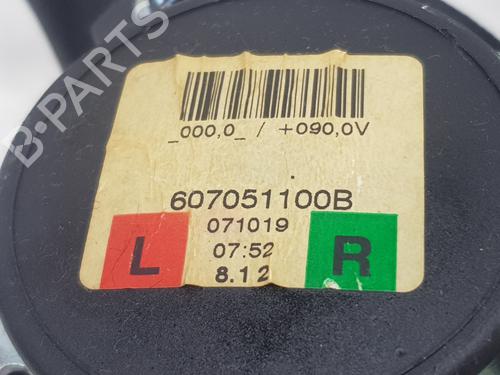 _000,0_ / +090,0V
607051100B
071019
07:52
8.12
L
R
B-PARTS